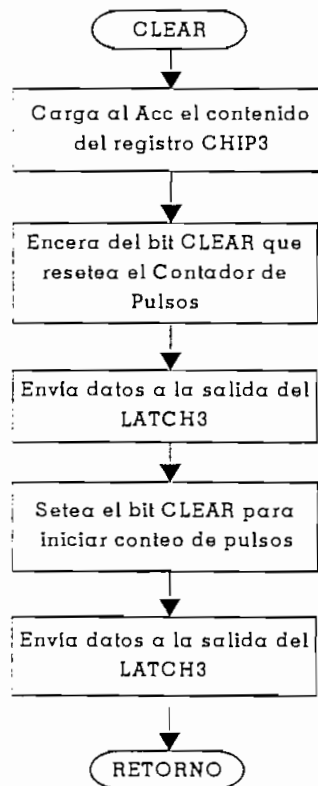 CLEAR
Carga al Acc el contenido
del registro CHIP3
Encera del bit CLEAR que
resetea el Contador de
Pulsos
Envía datos a la salida del
LATCH3
Setea el bit CLEAR para
iniciar conteo de pulsos
Envía datos a la salida del
LATCH3
RETORNO